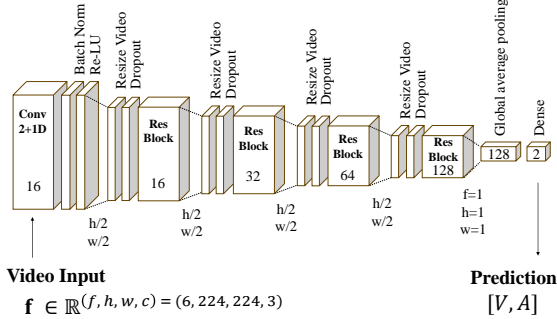 Batch Norm
Re-LU
Resize Video
Dropout
Resize Video
Dropout
Resize Video
Dropout
Resize Video
Dropout
Global average pooling
Dense
Conv
2+1D
16
Res
Block
16
Res
Block
32
Res
Block
64
Res
Block
128
128
2
h/2
w/2
h/2
w/2
h/2
w/2
h/2
w/2
f=1
h=1
w=1
Video Input
f ∈ ℝ^(f, h, w, c) = (6, 224, 224, 3)
Prediction
[V, A]